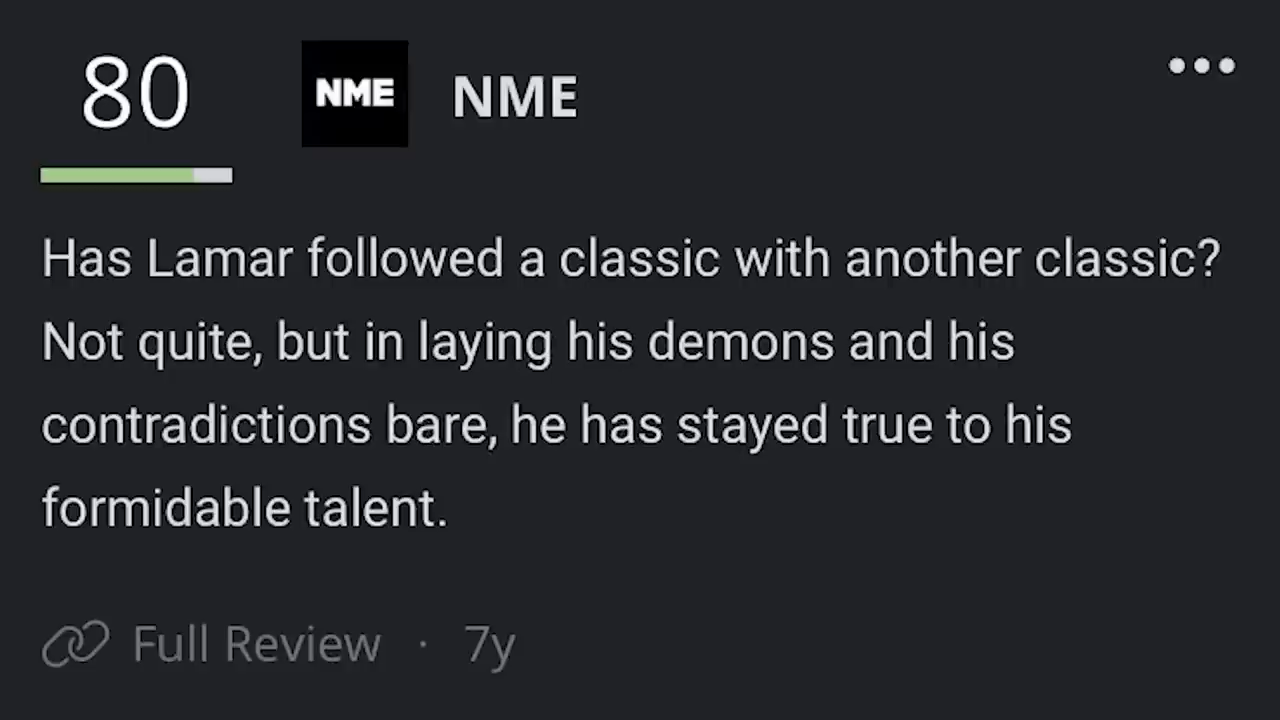 80 NME NME
Has Lamar followed a classic with another classic?
Not quite, but in laying his demons and his
contradictions bare, he has stayed true to his
formidable talent.
Full Review · 7y